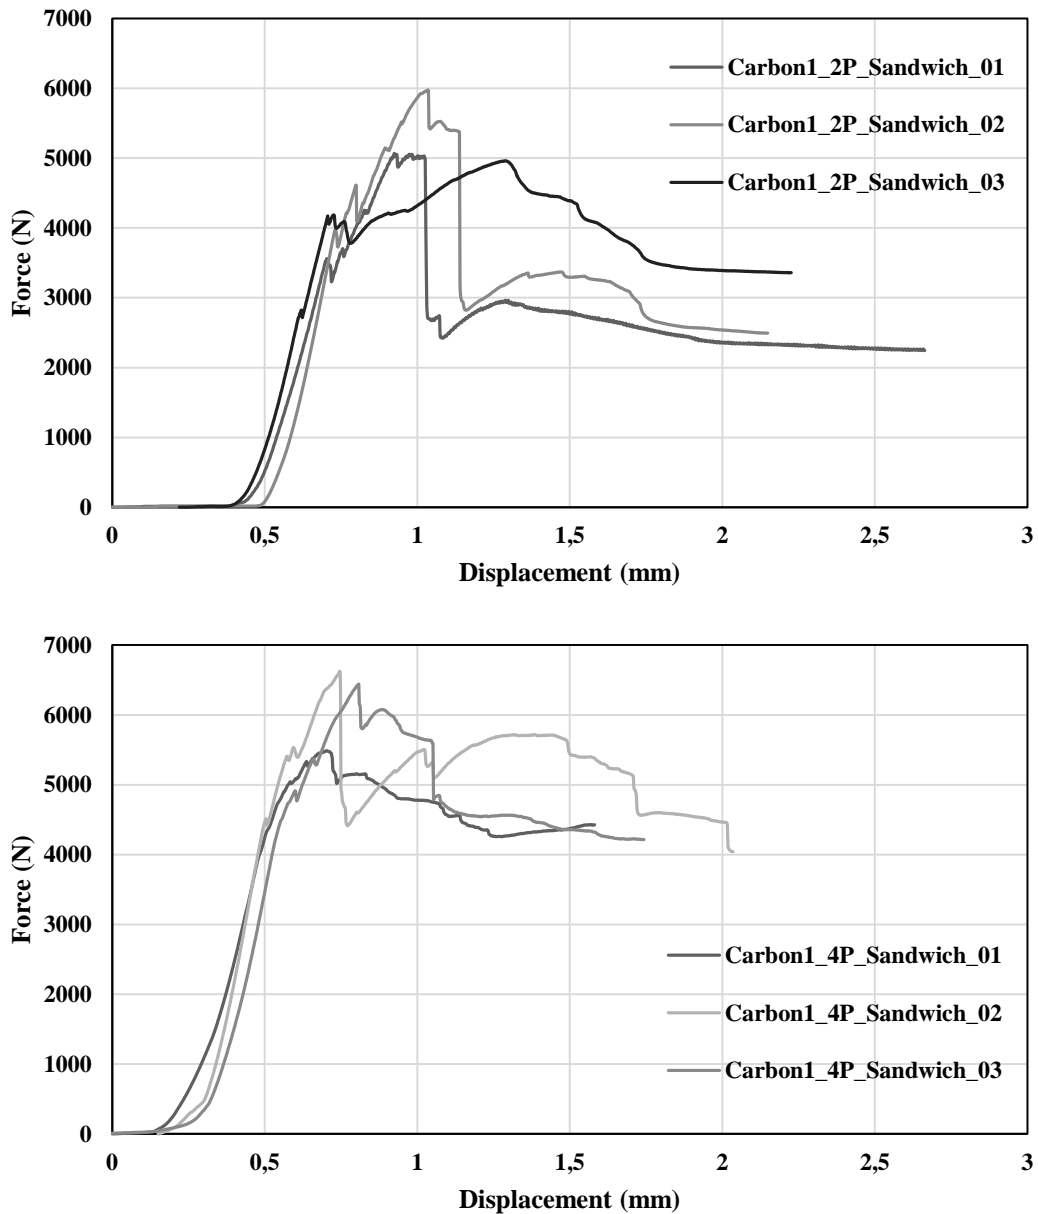 7000
6000
5000
4000
3000
2000
1000
0
Force (N)
Carbon1_2P_Sandwich_01
Carbon1_2P_Sandwich_02
Carbon1_2P_Sandwich_03
0 0,5 1 1,5 2 2,5 3
Displacement (mm)
7000
6000
5000
4000
3000
2000
1000
0
Force (N)
Carbon1_4P_Sandwich_01
Carbon1_4P_Sandwich_02
Carbon1_4P_Sandwich_03
0 0,5 1 1,5 2 2,5 3
Displacement (mm)